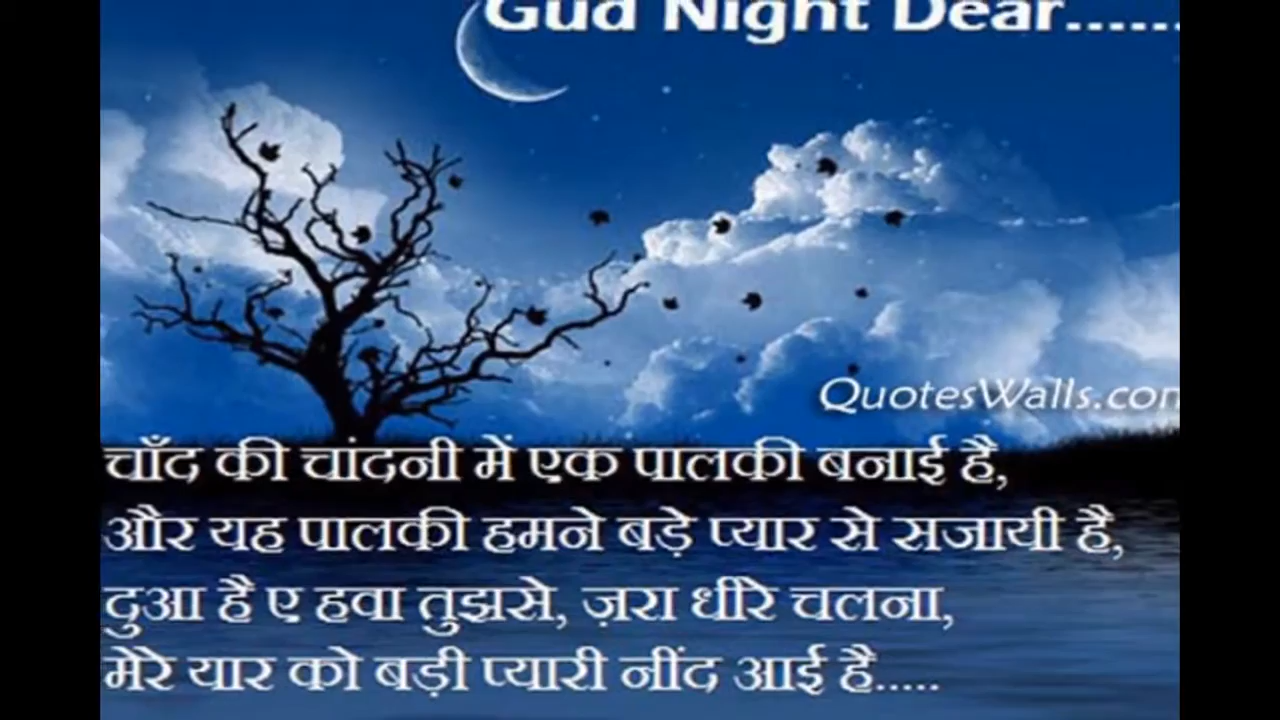 Gud Night Dear......
QuotesWalls.com
चाँद की चांदनी में एक पालकी बनाई है,
और यह पालकी हमने बड़े प्यार से सजायी है,
दुआ है ए हवा तुझसे, ज़रा धीरे चलना,
मेरे यार को बड़ी प्यारी नींद आई है.....